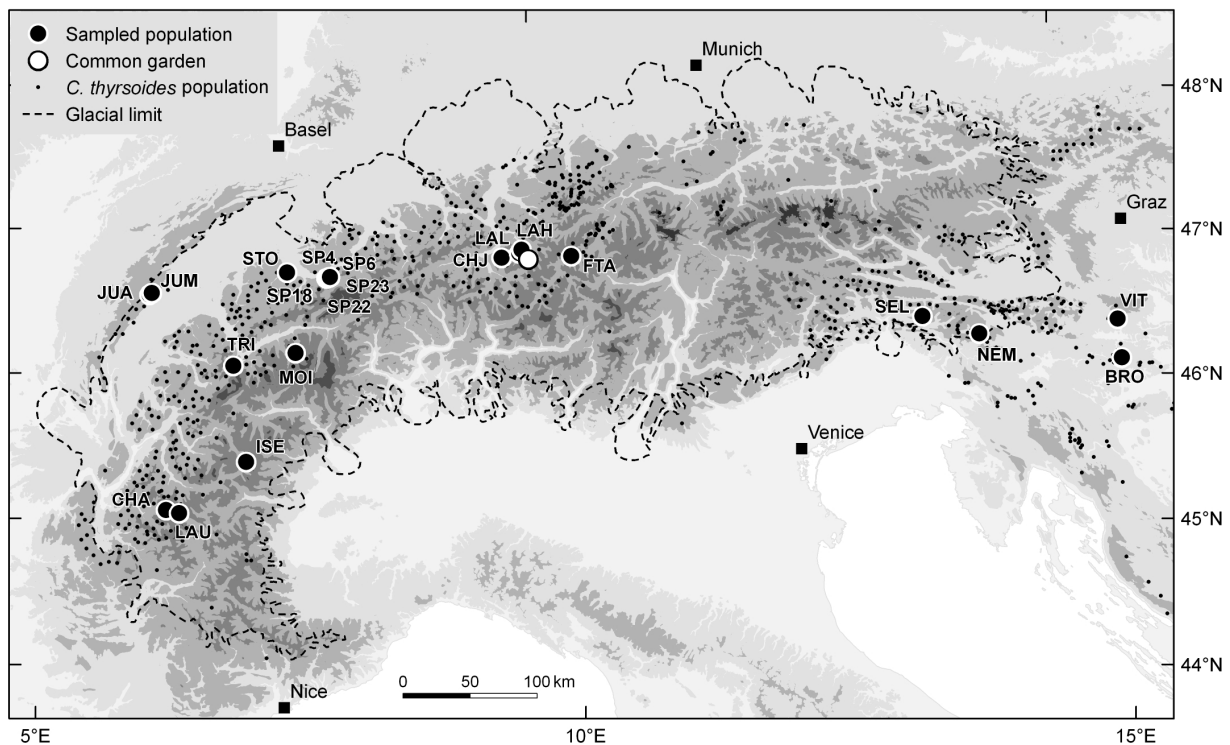 Sampled population
Common garden
C. thyrsoides population
Glacial limit
Munich
48°N
Basel
Graz
47°N
LAH
LAL
STO
SP4
SP6
CHJ
FTA
SP23
JUM
JUA
SP18
SP22
SEL
VIT
TRI
NEM
MOI
46°N
BRO
Venice
ISE
CHA
45°N
LAU
44°N
0 50 100 km
Nice
5°E 10°E 15°E